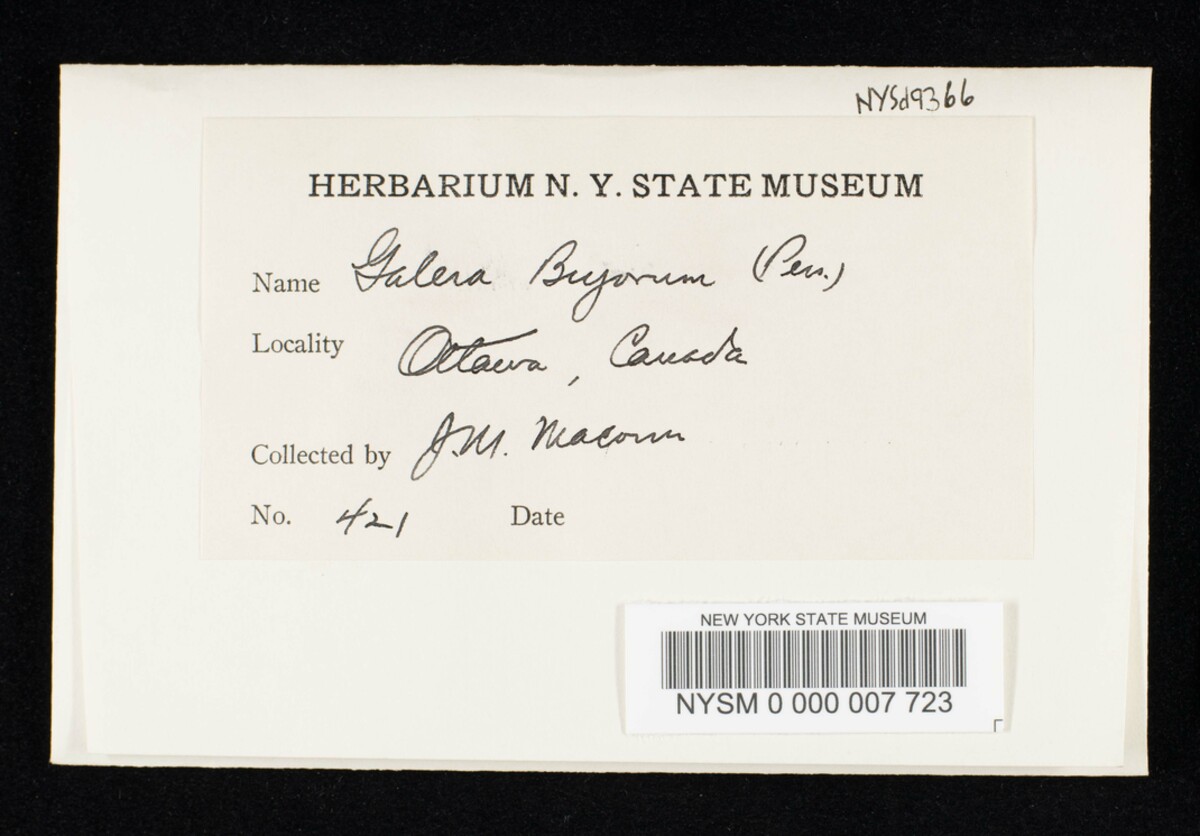 NYSd9366
HERBARIUM N. Y. STATE MUSEUM
Name Galera Bryorum (Pers.)
Locality Ottawa, Canada
Collected by J.M. Macoun
No. 421 Date
NEW YORK STATE MUSEUM
NYSM 0 000 007 723